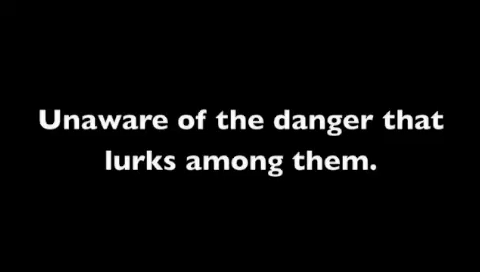 Unaware of the danger that
lurks among them.